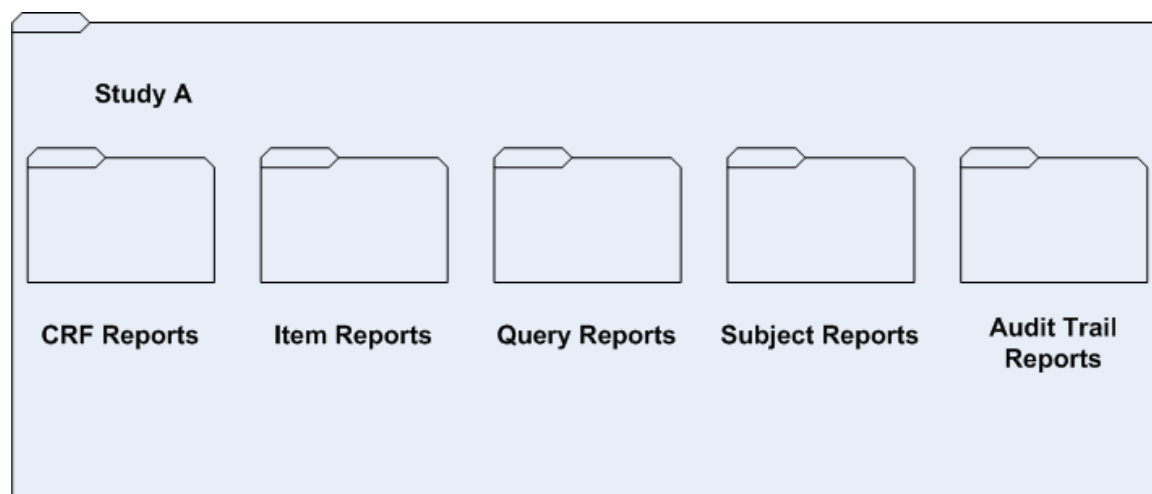 Study A
CRF Reports
Item Reports
Query Reports
Subject Reports
Audit Trail
Reports